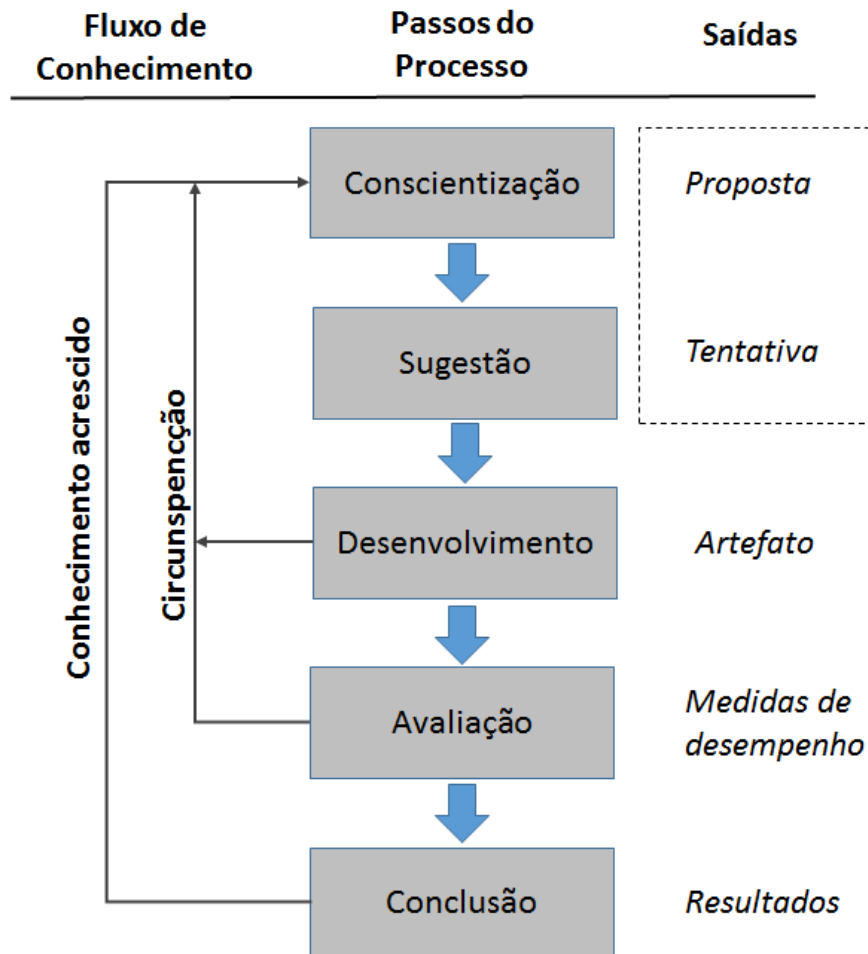 Fluxo de
Conhecimento
Passos do
Processo
Saídas
Conscientização
Proposta
Sugestão
Tentativa
Conhecimento acrescido
Circunspencção
Desenvolvimento
Artefato
Avaliação
Medidas de
desempenho
Conclusão
Resultados